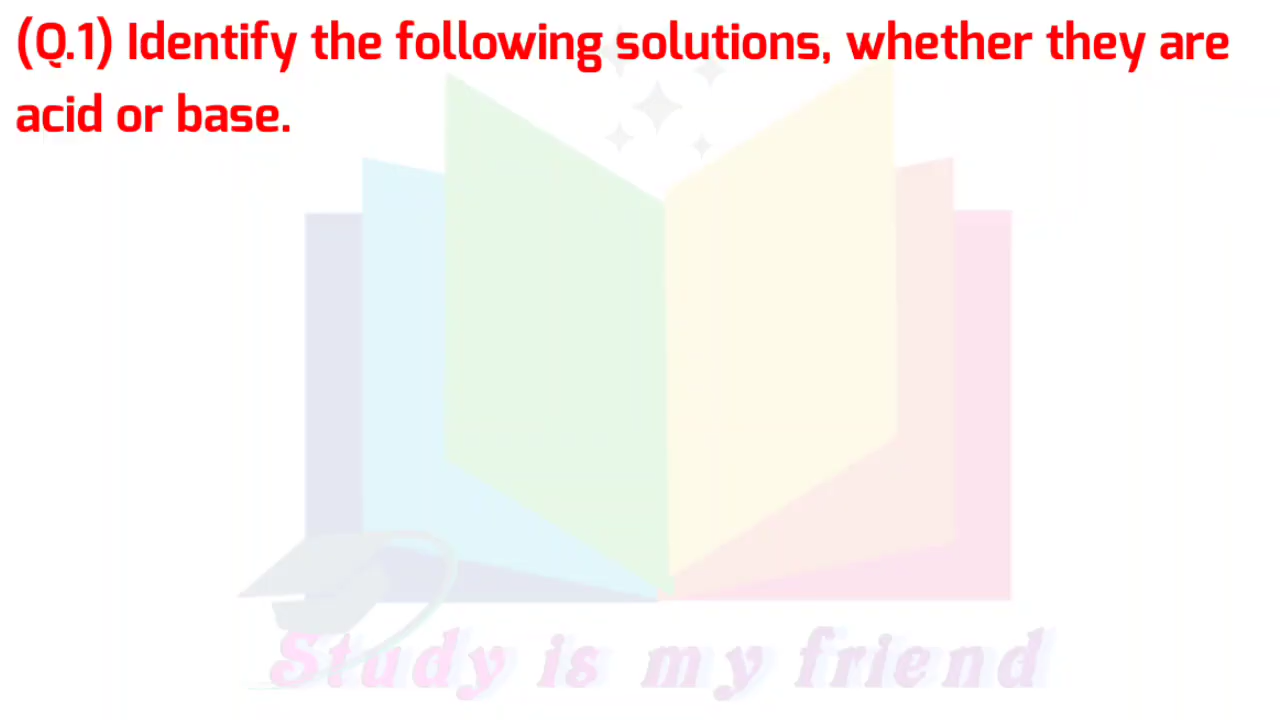 (Q.1) Identify the following solutions, whether they are
acid or base.
Study is my friend